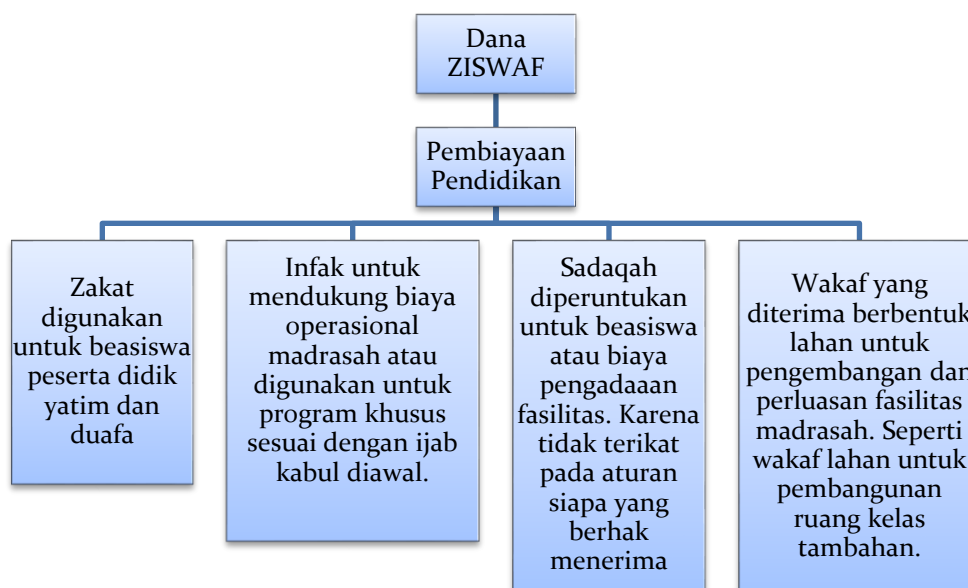 Dana
ZISWAF
Pembiayaan
Pendidikan
Zakat
digunakan
untuk beasiswa
peserta didik
yatim dan
duafa
Infak untuk
mendukung biaya
operasional
madrasah atau
digunakan untuk
program khusus
sesuai dengan ijab
kabul diawal.
Sadaqah
diperuntukan
untuk beasiswa
atau biaya
pengadaaan
fasilitas. Karena
tidak terikat
pada aturan
siapa yang
berhak
menerima
Wakaf yang
diterima berbentuk
lahan untuk
pengembangan dan
perluasan fasilitas
madrasah. Seperti
wakaf lahan untuk
pembangunan
ruang kelas
tambahan.